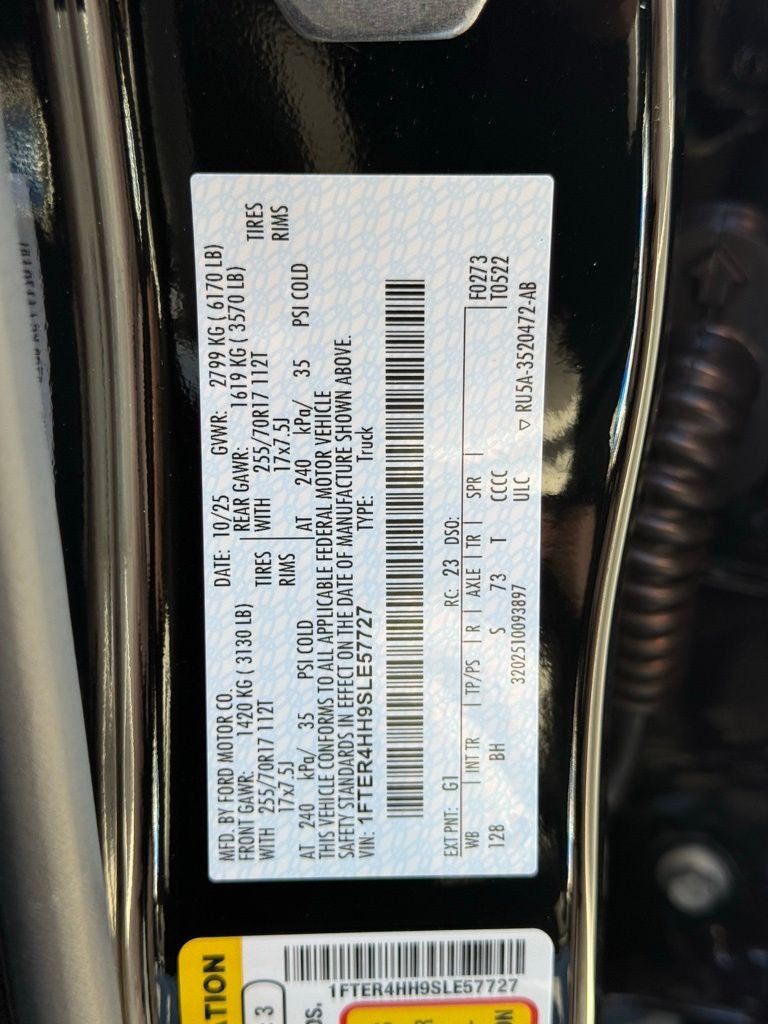 MFD. BY FORD MOTOR CO.
DATE: 10/25 GVWR: 2799 KG ( 6170 LB)
FRONT GAWR: 1420 KG ( 3130 LB) REAR GAWR: 1619 KG ( 3570 LB)
WITH 255/70R17 112T TIRES WITH 255/70R17 112T TIRES
17x7.5J RIMS 17x7.5J RIMS
AT 240 kPa/ 35 PSI COLD AT 240 kPa/ 35 PSI COLD
THIS VEHICLE CONFORMS TO ALL APPLICABLE FEDERAL MOTOR VEHICLE
SAFETY STANDARDS IN EFFECT ON THE DATE OF MANUFACTURE SHOWN ABOVE.
VIN: 1FTER4HH9SLE57727 TYPE: Truck
EXT PNT: G1 RC: 23 DSO: F0273
WB | INT TR | TP/PS | R | AXLE | TR | SPR | T0522
128 BH S 73 T CCCC
3202510093897 ULC ▽ RU5A-3520472-AB
1FTER4HH9SLE57727
3